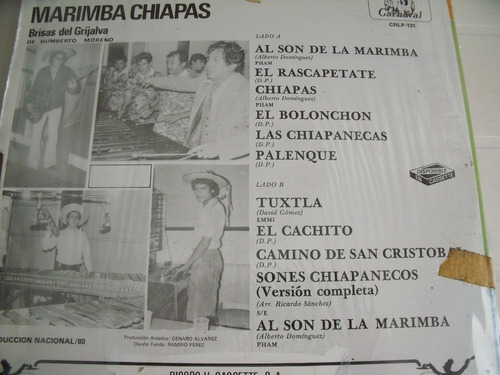 MARIMBA CHIAPAS
Brisas del Grijalva
DE HUMBERTO MORENO
Carnaval
CRLP-131
LADO A
AL SON DE LA MARIMBA
(Alberto Domínguez)
PHAM
EL RASCAPETATE
(D.P.)
CHIAPAS
(Alberto Domínguez)
PHAM
EL BOLONCHON
(D.P.)
LAS CHIAPANECAS
(D.P.)
PALENQUE
(D.P.)
DISPONIBLE
EN CASSETTE
LADO B
TUXTLA
(David Gómez)
EMMI
EL CACHITO
(D.P.)
CAMINO DE SAN CRISTOBAL
(D.P.)
SONES CHIAPANECOS
(Versión completa)
(Arr. Ricardo Sánchez)
S/E
AL SON DE LA MARIMBA
(Alberto Domínguez)
PHAM
DUCCION NACIONAL/80
Producción Artística: GENARO ALVAREZ
Diseño Funda: RAMIRO PEREZ
DISCOS Y CASSETTE, S.A.